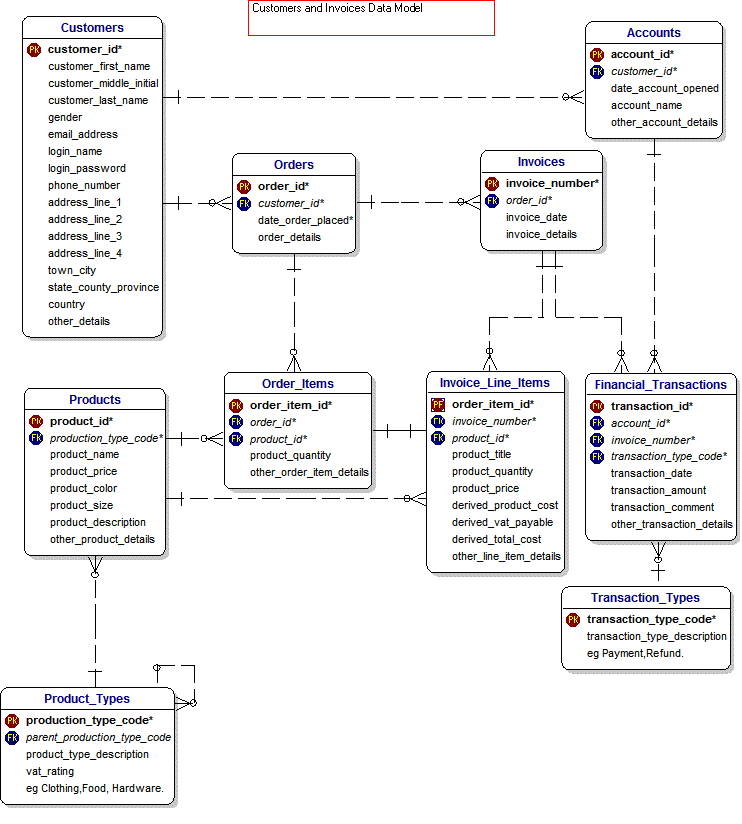 Customers and Invoices Data Model
Customers
PK customer_id*
customer_first_name
customer_middle_initial
customer_last_name
gender
email_address
login_name
login_password
phone_number
address_line_1
address_line_2
address_line_3
address_line_4
town_city
state_county_province
country
other_details
Accounts
PK account_id*
FK customer_id*
date_account_opened
account_name
other_account_details
Orders
PK order_id*
FK customer_id*
date_order_placed*
order_details
Invoices
PK invoice_number*
FK order_id*
invoice_date
invoice_details
Products
PK product_id*
FK production_type_code*
product_name
product_price
product_color
product_size
product_description
other_product_details
Order_Items
PK order_item_id*
FK order_id*
FK product_id*
product_quantity
other_order_item_details
Invoice_Line_Items
PF order_item_id*
FK invoice_number*
FK product_id*
product_title
product_quantity
product_price
derived_product_cost
derived_vat_payable
derived_total_cost
other_line_item_details
Financial_Transactions
PK transaction_id*
FK account_id*
FK invoice_number*
FK transaction_type_code*
transaction_date
transaction_amount
transaction_comment
other_transaction_details
Transaction_Types
PK transaction_type_code*
transaction_type_description
eg Payment,Refund.
Product_Types
PK production_type_code*
FK parent_production_type_code
product_type_description
vat_rating
eg Clothing,Food, Hardware.